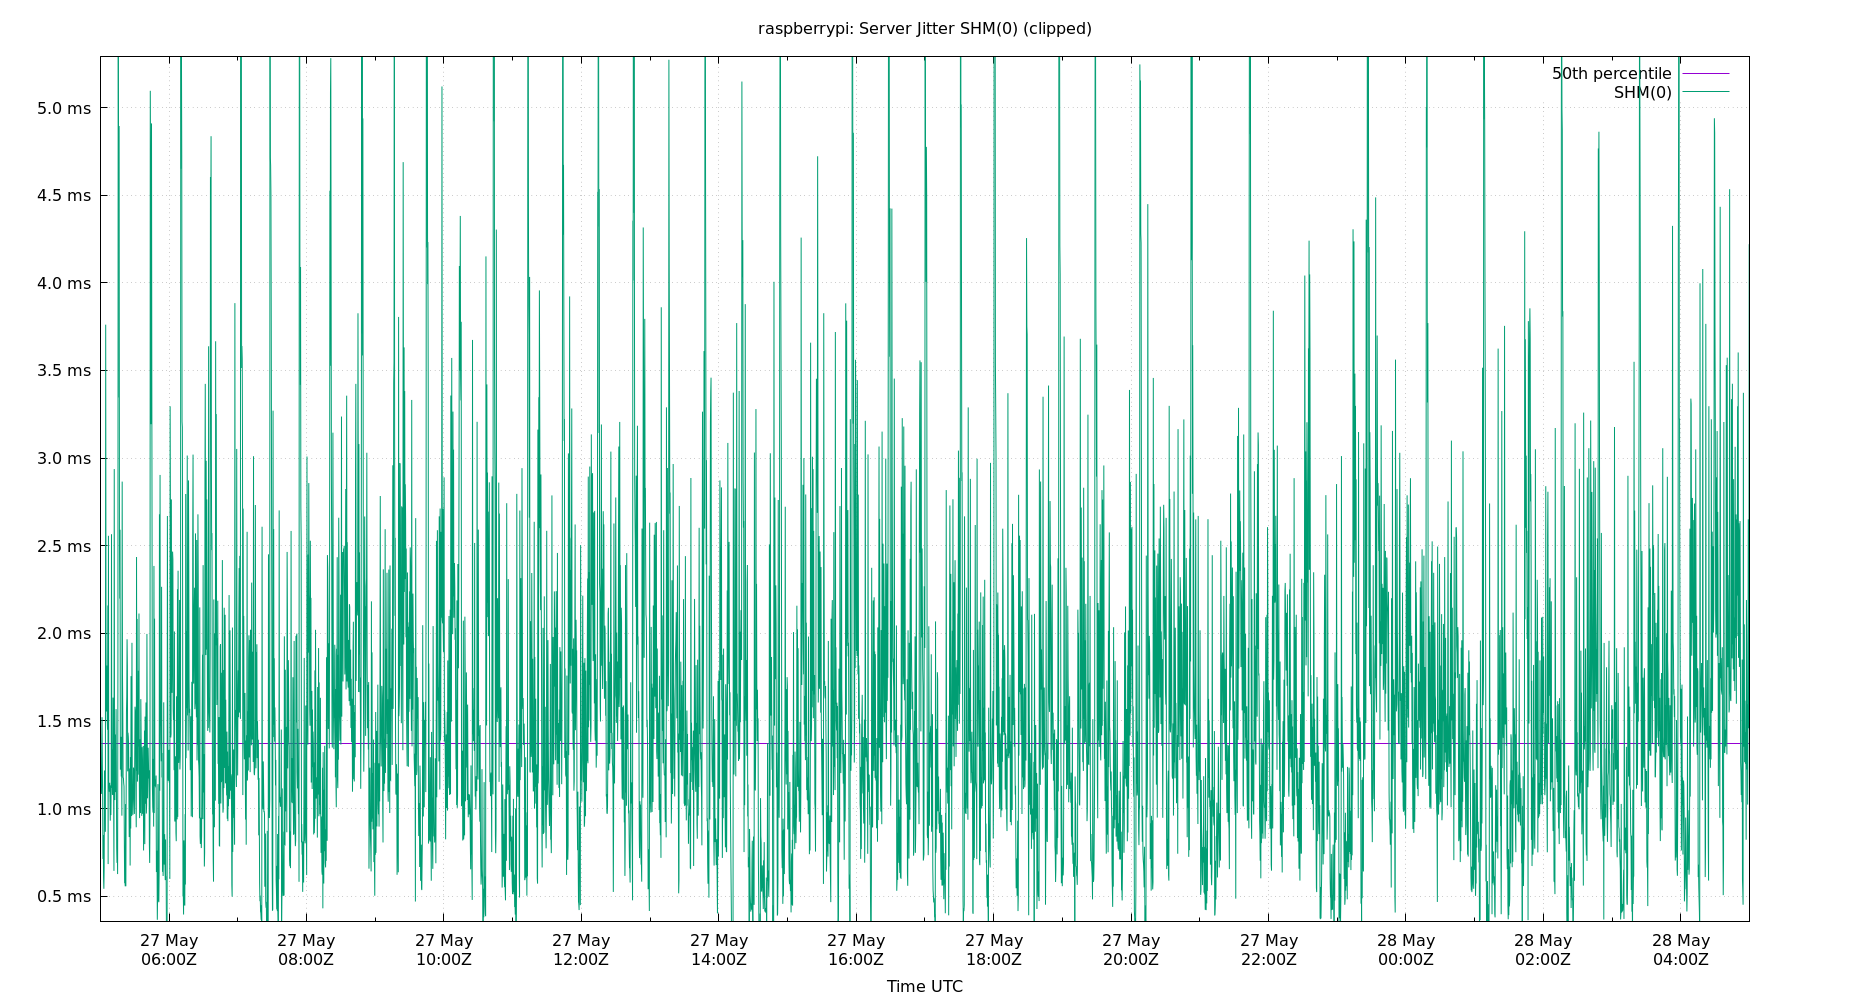 raspberrypi: Server Jitter SHM(0) (clipped)
50th percentile
SHM(0)
5.0 ms
4.5 ms
4.0 ms
3.5 ms
3.0 ms
2.5 ms
2.0 ms
1.5 ms
1.0 ms
0.5 ms
27 May 27 May 27 May 27 May 27 May 27 May 27 May 27 May 27 May 28 May 28 May 28 May
06:00Z 08:00Z 10:00Z 12:00Z 14:00Z 16:00Z 18:00Z 20:00Z 22:00Z 00:00Z 02:00Z 04:00Z
Time UTC